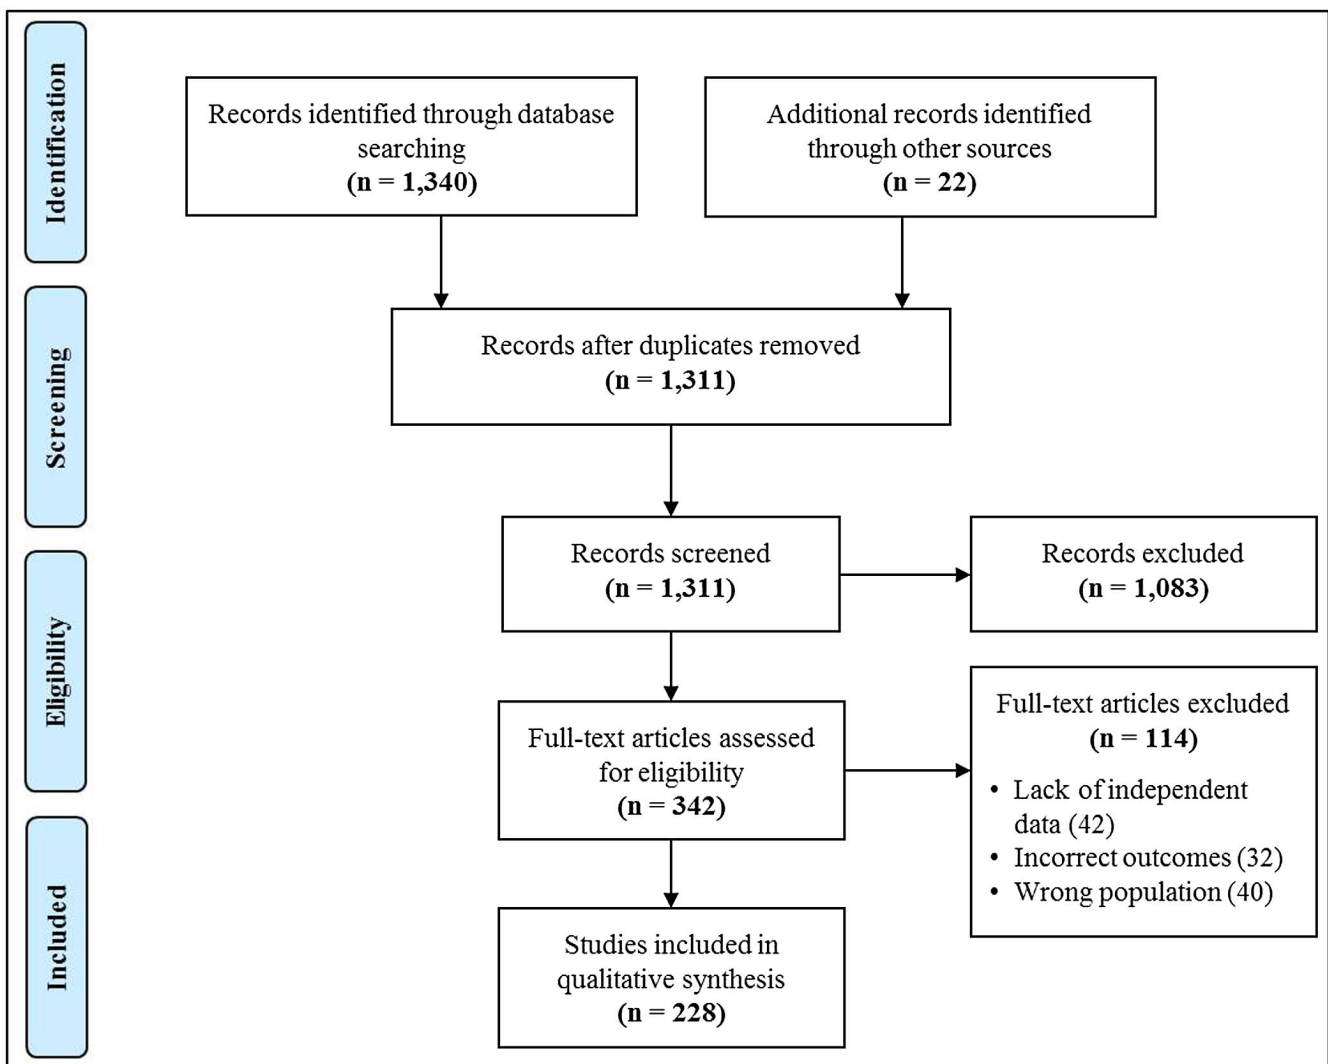 Identification
Records identified through database
searching
(n = 1,340)
Additional records identified
through other sources
(n = 22)
Screening
Records after duplicates removed
(n = 1,311)
Records screened
(n = 1,311)
Records excluded
(n = 1,083)
Eligibility
Full-text articles assessed
for eligibility
(n = 342)
Full-text articles excluded
(n = 114)
• Lack of independent
data (42)
• Incorrect outcomes (32)
• Wrong population (40)
Included
Studies included in
qualitative synthesis
(n = 228)